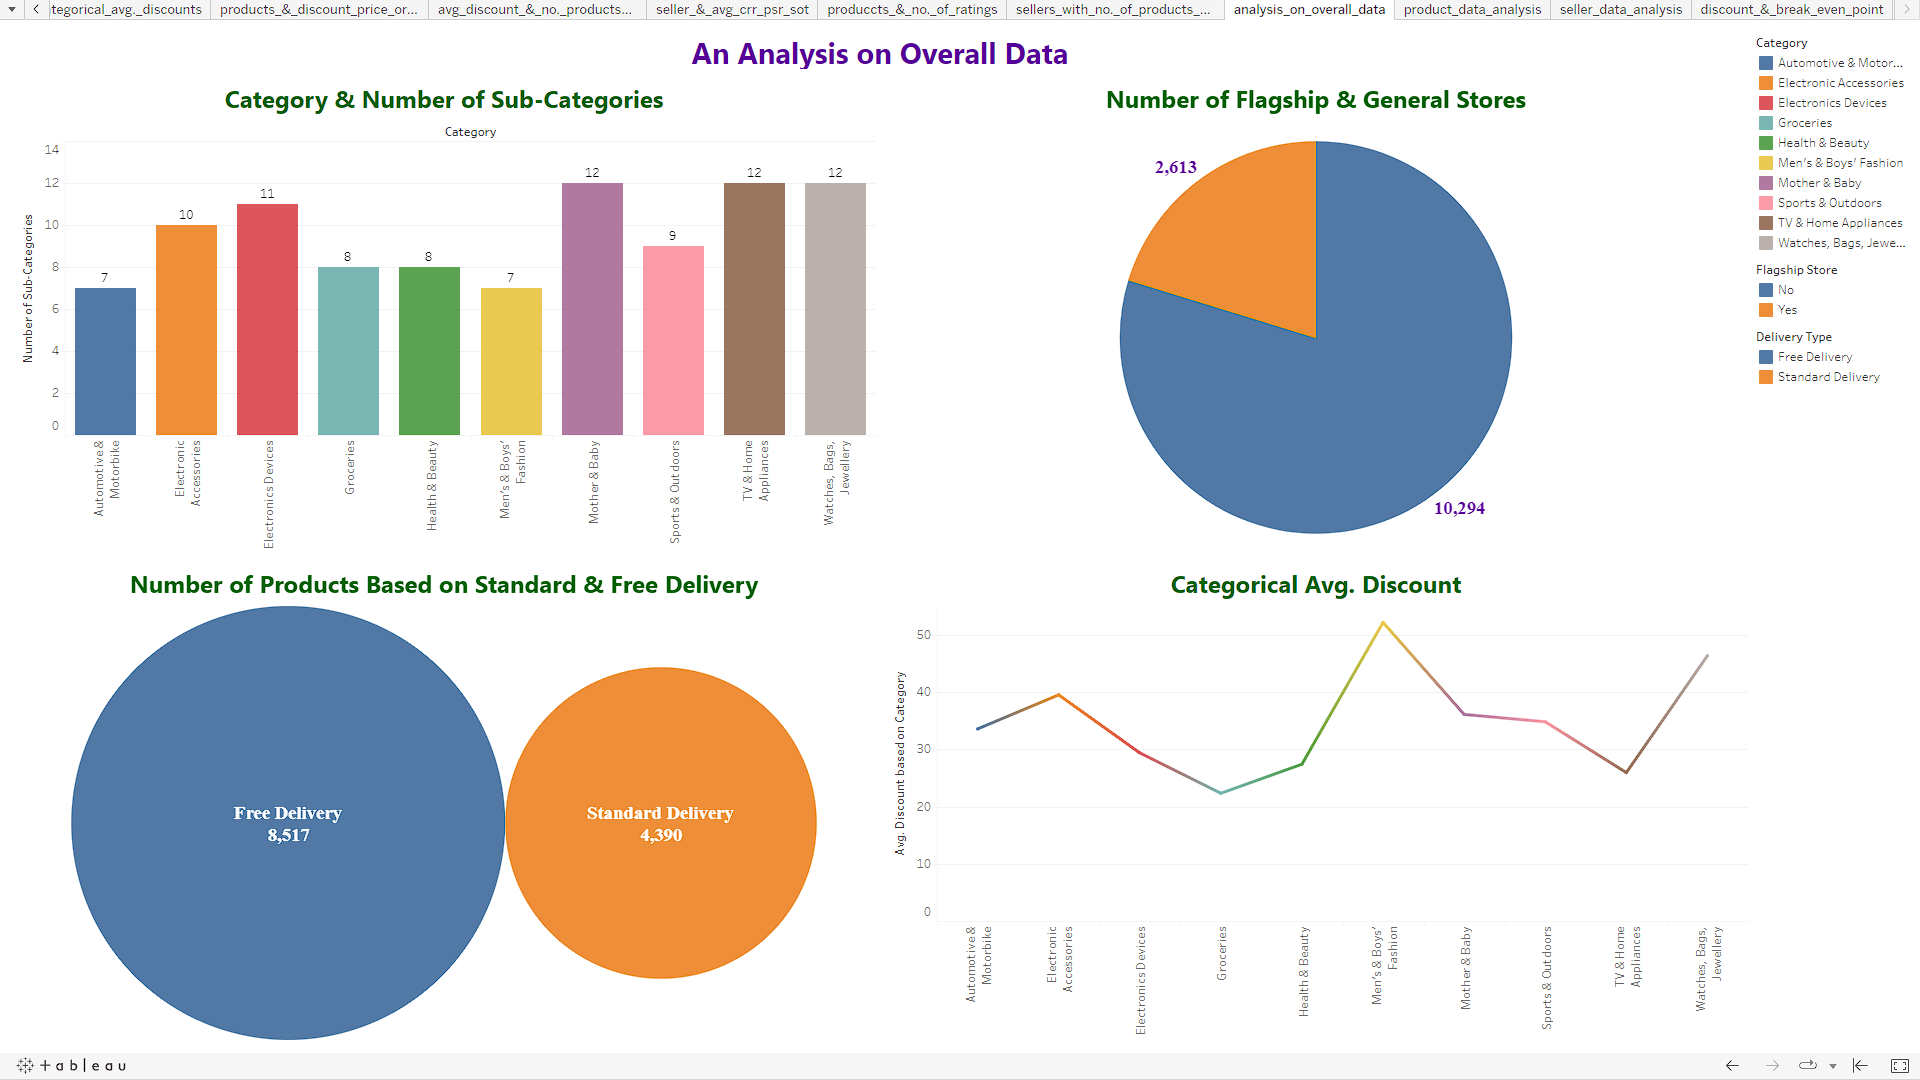 tegorical_avg._discounts
products_&_discount_price_or...
avg_discount_&_no._products...
seller_&_avg_crr_psr_sot
produccts_&_no._of_ratings
sellers_with_no._of_products_...
analysis_on_overall_data
product_data_analysis
seller_data_analysis
discount_&_break_even_point
An Analysis on Overall Data
Category & Number of Sub-Categories
Category
Number of Sub-Categories
14
12
10
8
6
4
2
0
7
10
11
8
8
7
12
9
12
12
Automotive &
Motorbike
Electronic
Accessories
Electronics Devices
Groceries
Health & Beauty
Men's & Boys'
Fashion
Mother & Baby
Sports & Outdoors
TV & Home
Appliances
Watches, Bags,
Jewellery
Number of Flagship & General Stores
2,613
10,294
Category
Automotive & Motor...
Electronic Accessories
Electronics Devices
Groceries
Health & Beauty
Men's & Boys' Fashion
Mother & Baby
Sports & Outdoors
TV & Home Appliances
Watches, Bags, Jewe...
Flagship Store
No
Yes
Delivery Type
Free Delivery
Standard Delivery
Number of Products Based on Standard & Free Delivery
Free Delivery
8,517
Standard Delivery
4,390
Categorical Avg. Discount
Avg. Discount based on Category
50
40
30
20
10
0
Automotive &
Motorbike
Electronic
Accessories
Electronics Devices
Groceries
Health & Beauty
Men's & Boys'
Fashion
Mother & Baby
Sports & Outdoors
TV & Home
Appliances
Watches, Bags,
Jewellery
+ableau